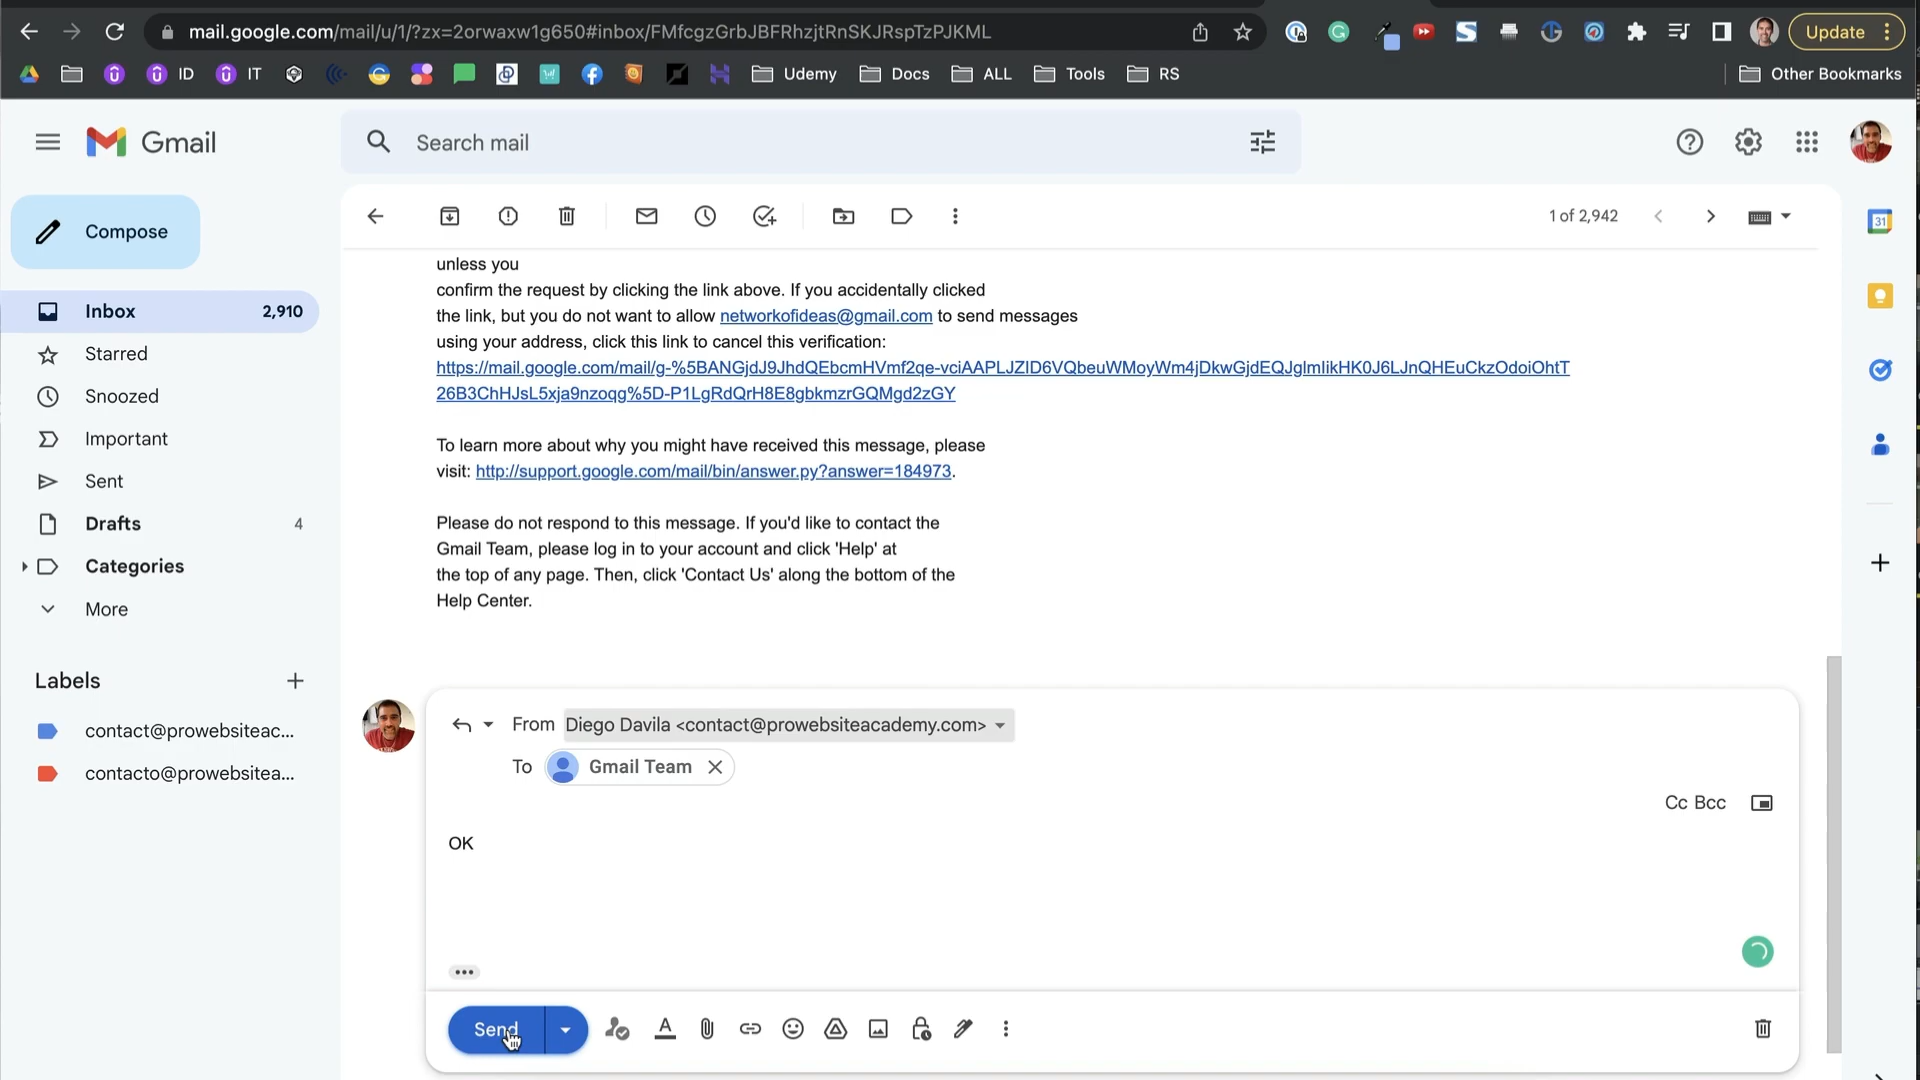 mail.google.com/mail/u/1/?zx=2orwaxw1g650#inbox/FMfcgzGrbJBFRhzjtRnSKJRspTzPJKML
Update
ID
IT
Udemy
Docs
ALL
Tools
RS
Other Bookmarks
Gmail
Search mail
Compose
1 of 2,942
31
Inbox 2,910
Starred
Snoozed
Important
Sent
Drafts 4
Categories
More
Labels
contact@prowebsiteac...
contacto@prowebsitea...
unless you
confirm the request by clicking the link above. If you accidentally clicked
the link, but you do not want to allow networkofideas@gmail.com to send messages
using your address, click this link to cancel this verification:
https://mail.google.com/mail/g-%5BANGjdJ9JhdQEbcmHVmf2qe-vciAAPLJZID6VQbeuWMoyWm4jDkwGjdEQJglmIikHK0J6LJnQHEuCkzOdoiOhtT
26B3ChHJsL5xja9nzoqg%5D-P1LgRdQrH8E8gbkmzrGQMgd2zGY
To learn more about why you might have received this message, please
visit: http://support.google.com/mail/bin/answer.py?answer=184973.
Please do not respond to this message. If you'd like to contact the
Gmail Team, please log in to your account and click 'Help' at
the top of any page. Then, click 'Contact Us' along the bottom of the
Help Center.
From Diego Davila <contact@prowebsiteacademy.com>
To Gmail Team
Cc Bcc
OK
Send